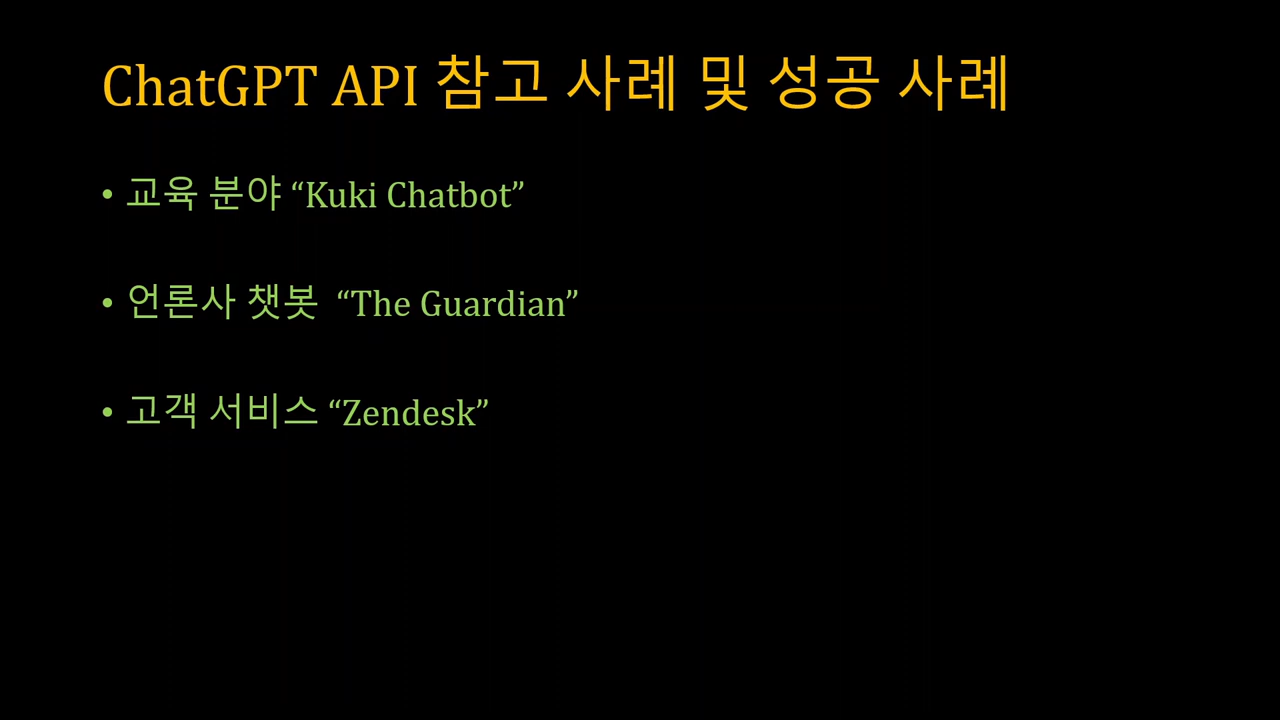 ChatGPT API 참고 사례 및 성공 사례
• 교육 분야 “Kuki Chatbot”
• 언론사 챗봇 “The Guardian”
• 고객 서비스 “Zendesk”